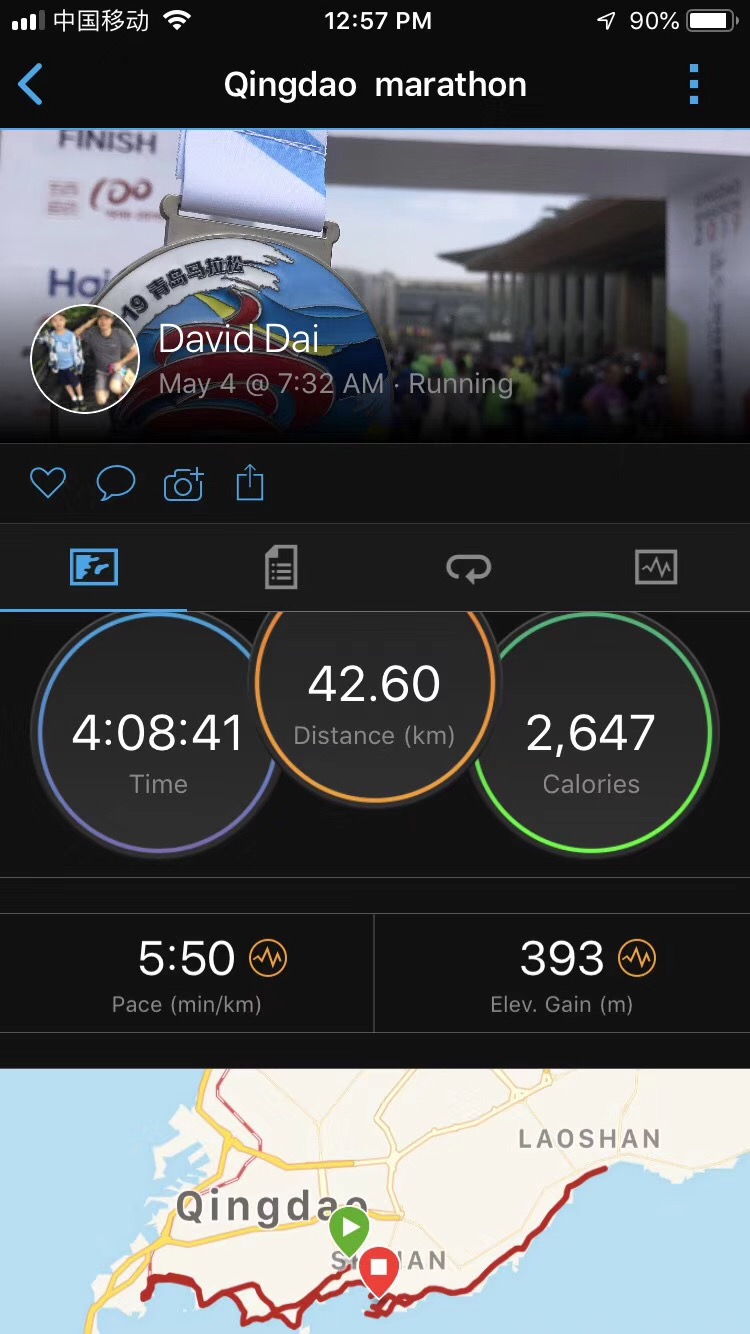 中国移动 12:57 PM 90%
Qingdao marathon
FINISH
100
Hai
19 青岛马拉松
David Dai
May 4 @ 7:32 AM · Running
42.60
Distance (km)
4:08:41
Time
2,647
Calories
5:50
Pace (min/km)
393
Elev. Gain (m)
LAOSHAN
Qingdao